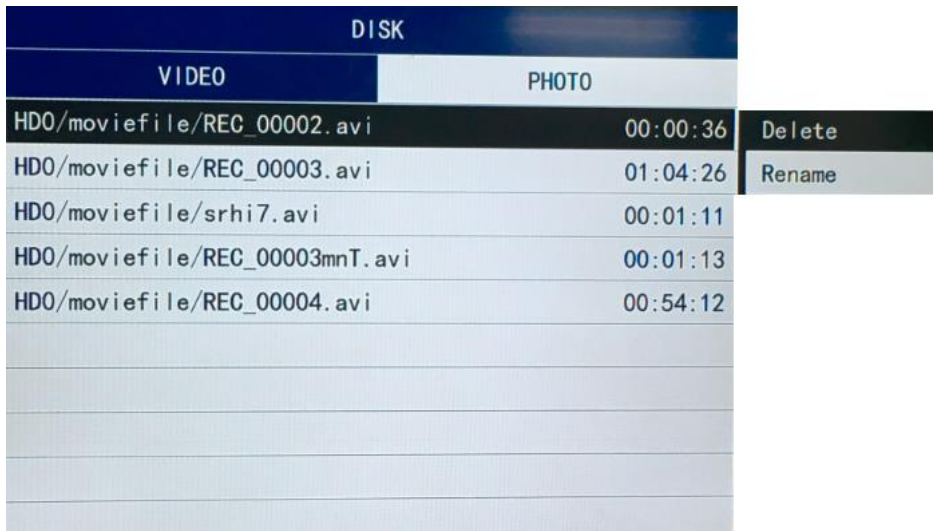 DISK
VIDEO PHOTO
HD0/moviefile/REC_00002.avi 00:00:36 Delete
HD0/moviefile/REC_00003.avi 01:04:26 Rename
HD0/moviefile/srhi7.avi 00:01:11
HD0/moviefile/REC_00003mnT.avi 00:01:13
HD0/moviefile/REC_00004.avi 00:54:12